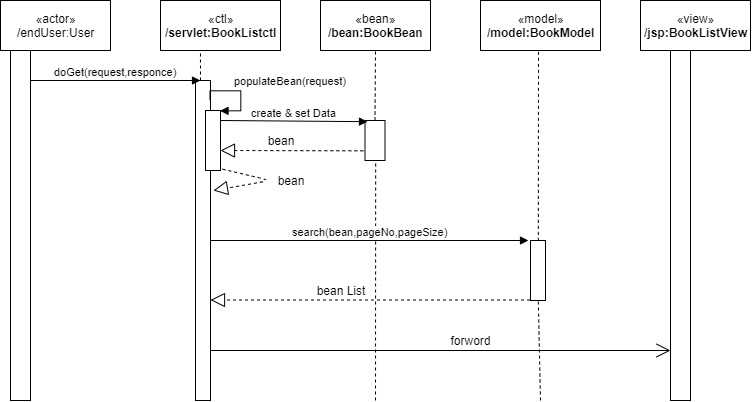 «actor»
/endUser:User
«ctl»
/servlet:BookListctl
«bean»
/bean:BookBean
«model»
/model:BookModel
«view»
/jsp:BookListView
doGet(request,responce)
populateBean(request)
create & set Data
bean
bean
search(bean,pageNo,pageSize)
bean List
forword